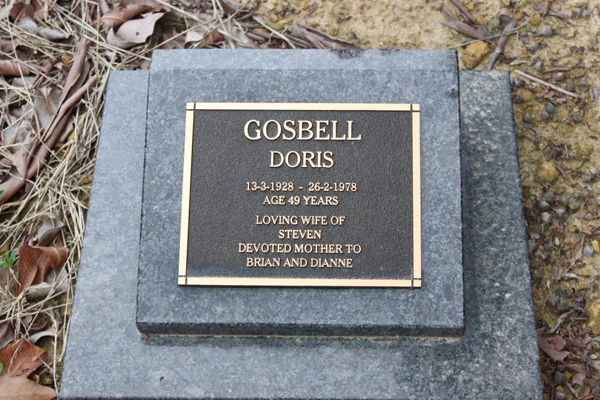 GOSBELL
DORIS
13-3-1928 - 26-2-1978
AGE 49 YEARS
LOVING WIFE OF
STEVEN
DEVOTED MOTHER TO
BRIAN AND DIANNE